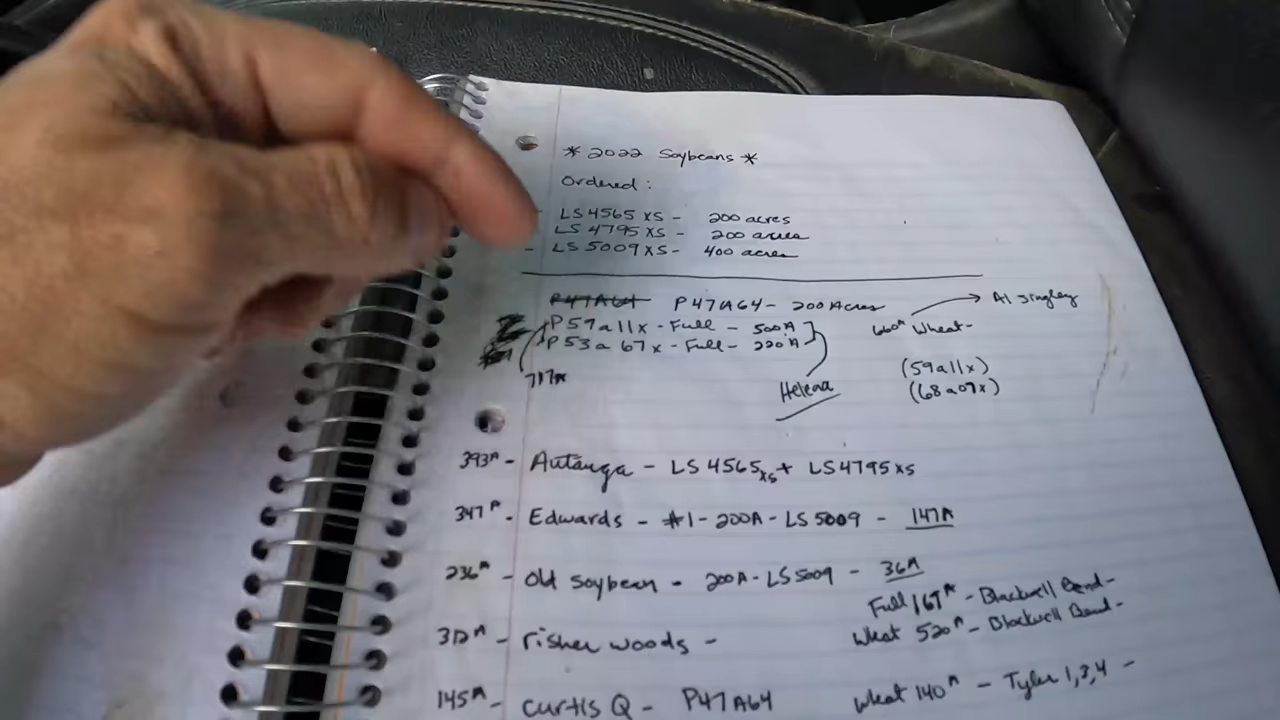 * 2022 Soybeans *
Ordered:
- LS4565XS - 200 acres
LS4795XS - 200 acres
- LS5009XS - 400 acres
P47A64 P47A64 - 200 Acres
P59a11x - Full - 500A
P53a67x - Full - 220A
717A
Helena
660A Wheat - → Al Singley
(59a11x)
(68a07x)
393A - Autauga - LS4565XS + LS4795XS
347A - Edwards - #1 - 200A - LS5009 - 147A
236A - Old soybean - 200A - LS5009 - 36A
Full 167A - Blackwell Bend -
Wheat 520A - Blackwell Bend -
312A - risher woods -
145A - Curtis Q - P47A64
Wheat 140A - Tyler 1,3,4 -